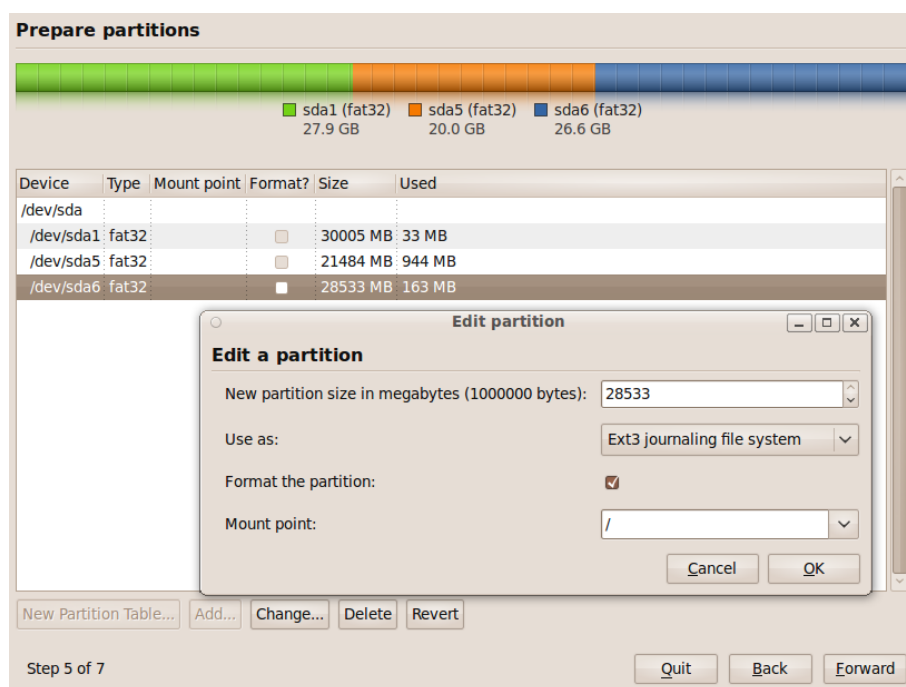 Prepare partitions
sda1 (fat32) sda5 (fat32) sda6 (fat32)
27.9 GB 20.0 GB 26.6 GB
Device Type Mount point Format? Size Used
/dev/sda
/dev/sda1 fat32 30005 MB 33 MB
/dev/sda5 fat32 21484 MB 944 MB
/dev/sda6 fat32 28533 MB 163 MB
Edit partition
Edit a partition
New partition size in megabytes (1000000 bytes): 28533
Use as: Ext3 journaling file system
Format the partition:
Mount point: /
Cancel OK
New Partition Table... Add... Change... Delete Revert
Step 5 of 7 Quit Back Forward